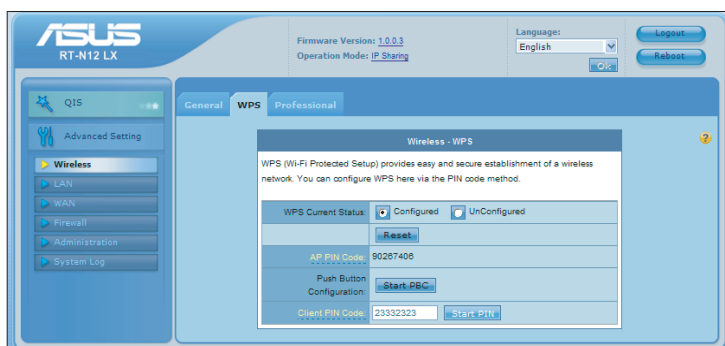 ASUS
RT-N12 LX
Firmware Version: 1.0.0.3
Operation Mode: IP Sharing
Language:
English
Ok
Logout
Reboot
QIS
Advanced Setting
Wireless
LAN
WAN
Firewall
Administration
System Log
General WPS Professional
Wireless - WPS
WPS (Wi-Fi Protected Setup) provides easy and secure establishment of a wireless
network. You can configure WPS here via the PIN code method.
WPS Current Status: Configured UnConfigured
Reset
AP PIN Code: 90267406
Push Button
Configuration: Start PBC
Client PIN Code: 23332323 Start PIN